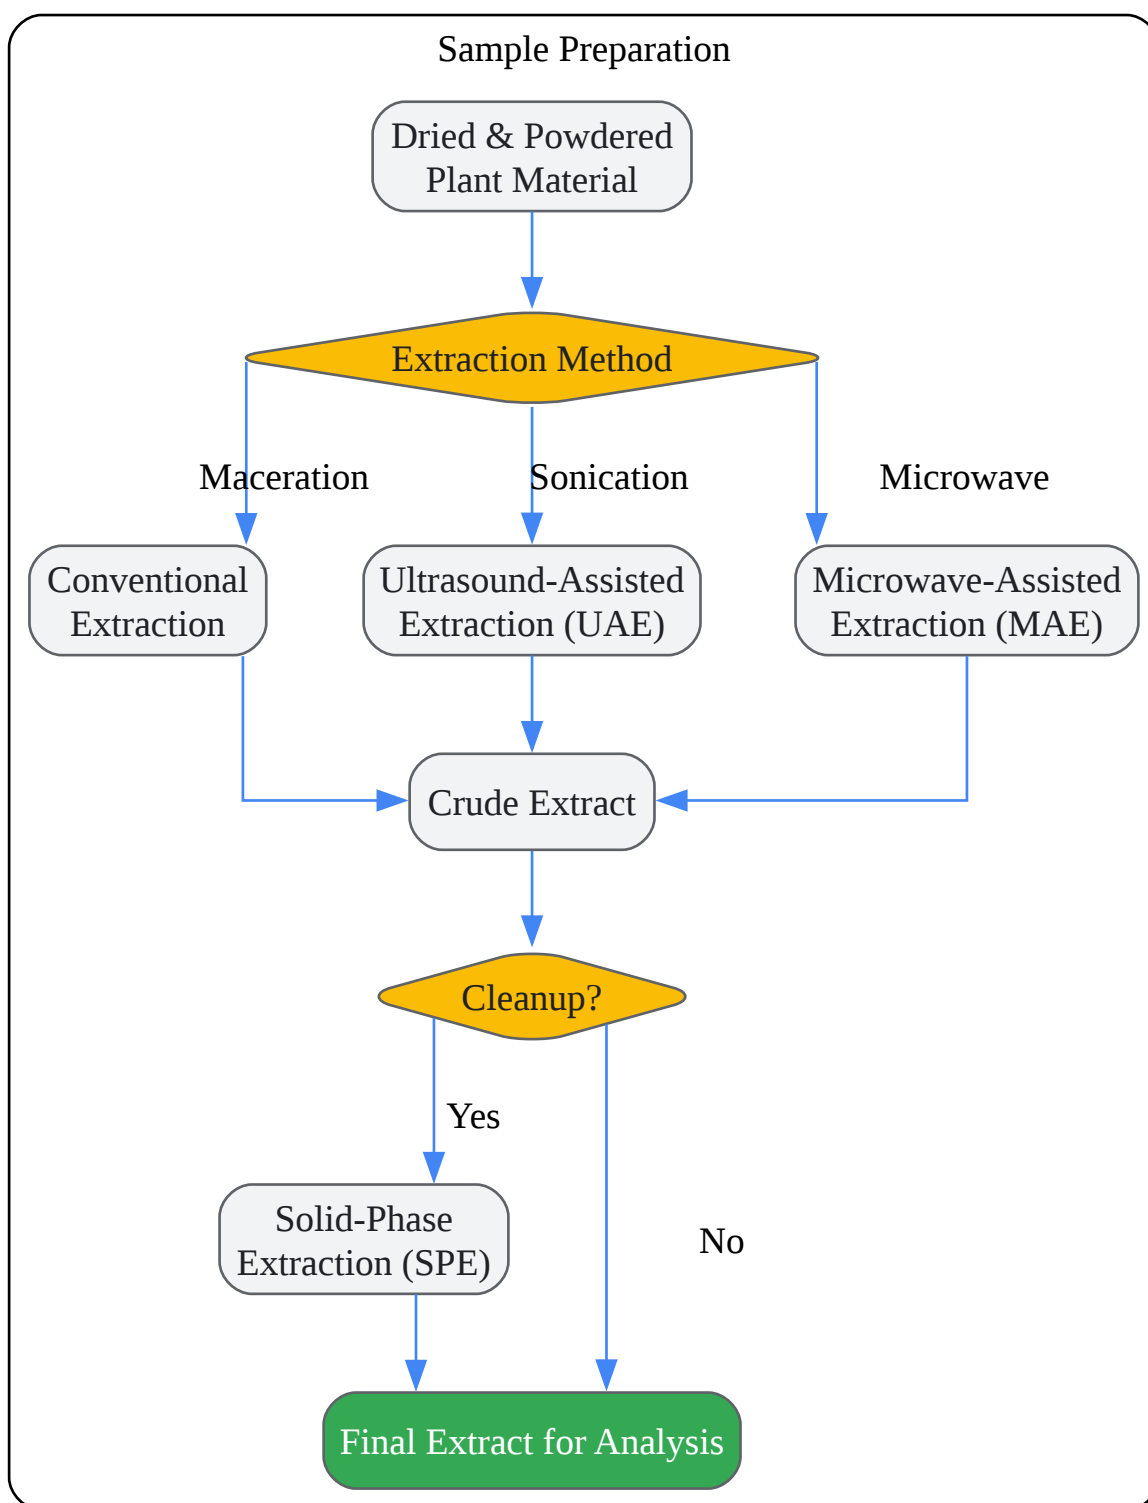 Sample Preparation
Dried & Powdered
Plant Material
Extraction Method
Maceration
Sonication
Microwave
Conventional
Extraction
Ultrasound-Assisted
Extraction (UAE)
Microwave-Assisted
Extraction (MAE)
Crude Extract
Cleanup?
Yes
Solid-Phase
Extraction (SPE)
No
Final Extract for Analysis